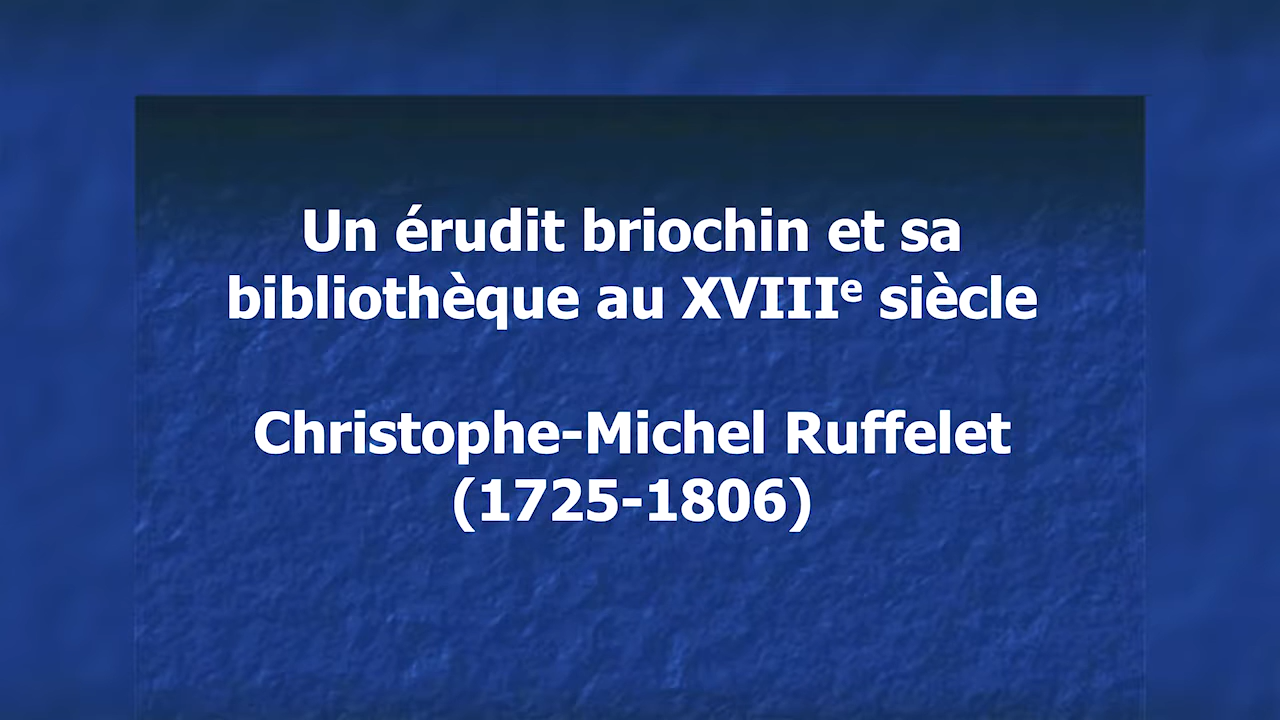 Un érudit briochin et sa
bibliothèque au XVIIIᵉ siècle
Christophe-Michel Ruffelet
(1725-1806)